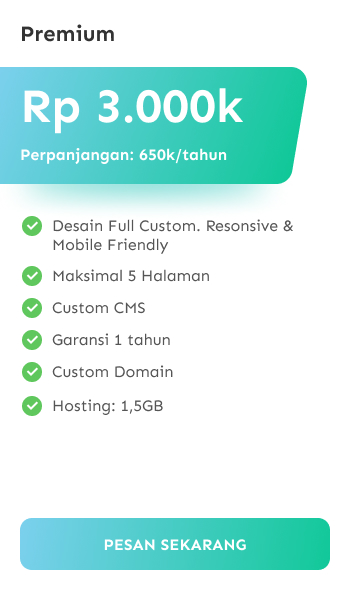 Premium
Rp 3.000k
Perpanjangan: 650k/tahun
Desain Full Custom. Resonsive &
Mobile Friendly
Maksimal 5 Halaman
Custom CMS
Garansi 1 tahun
Custom Domain
Hosting: 1,5GB
PESAN SEKARANG